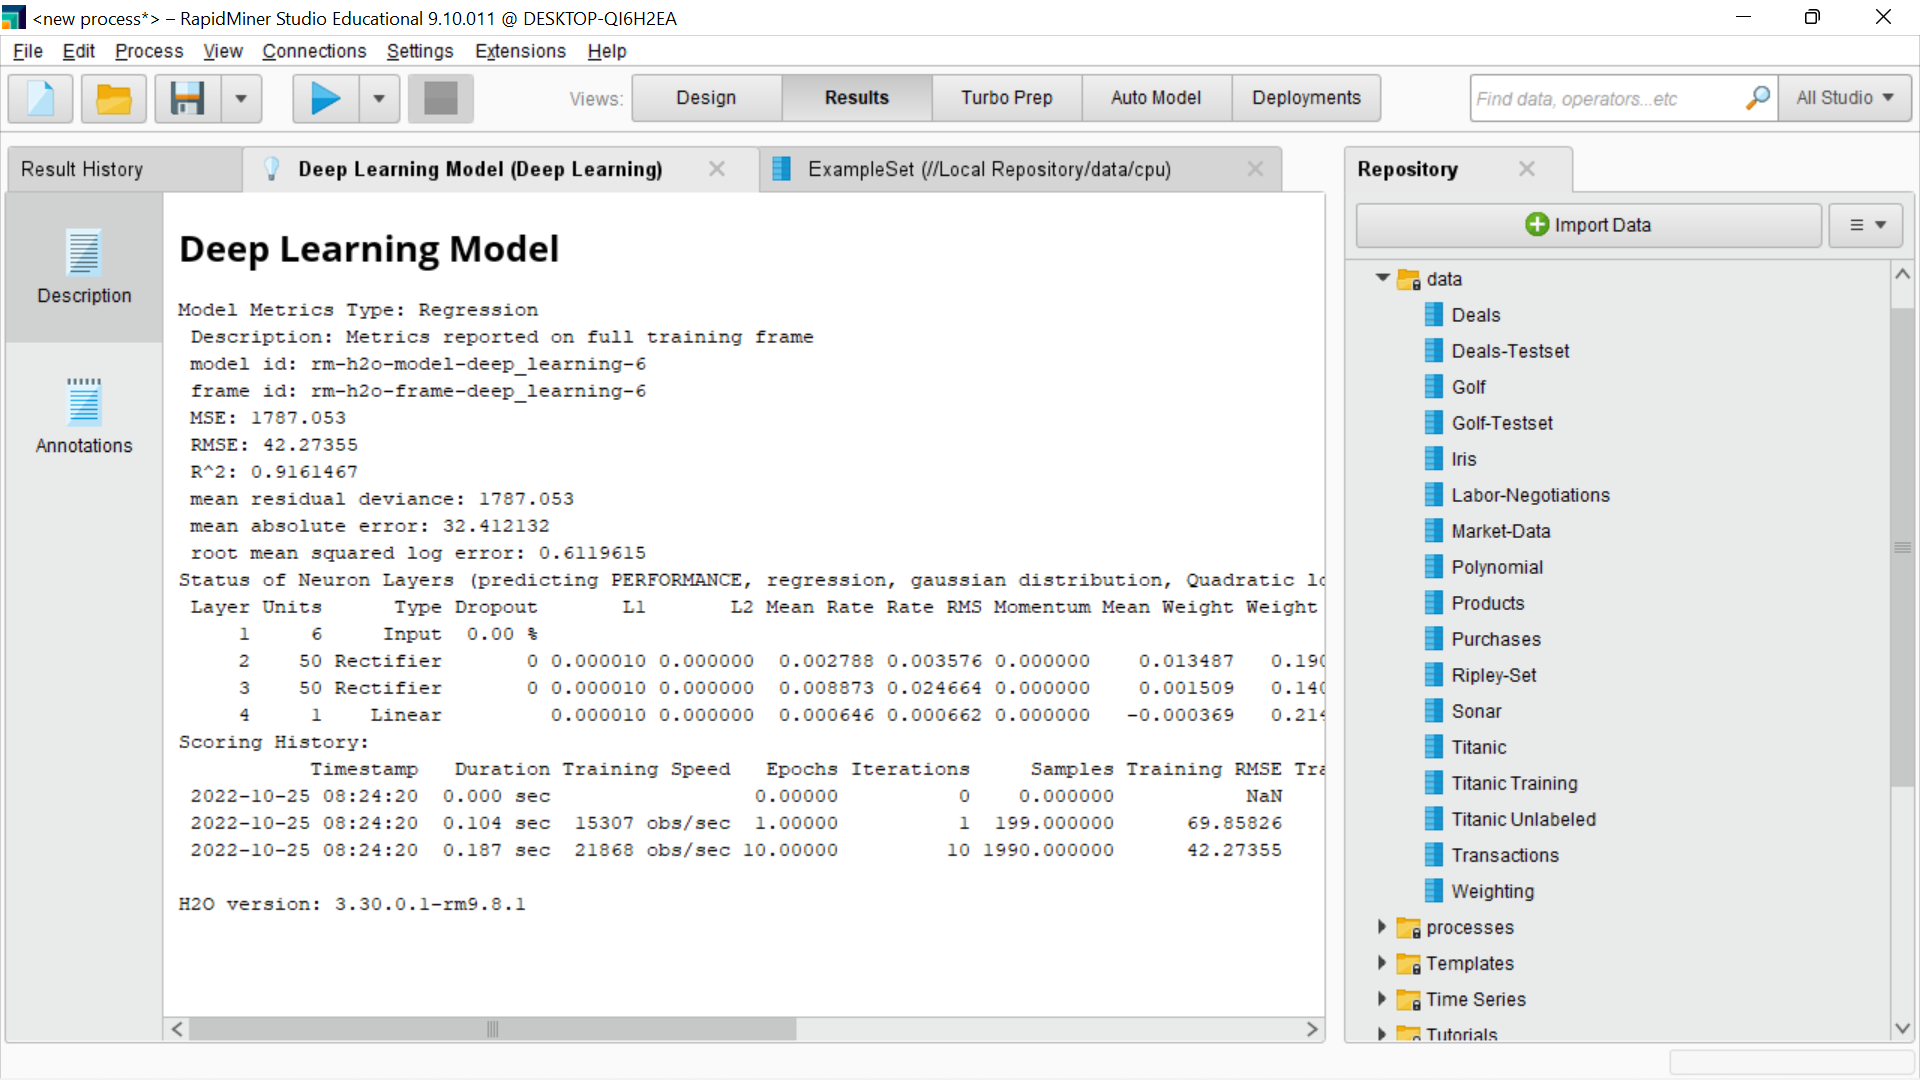 <new process*> – RapidMiner Studio Educational 9.10.011 @ DESKTOP-QI6H2EA
File Edit Process View Connections Settings Extensions Help
Views: Design Results Turbo Prep Auto Model Deployments Find data, operators...etc All Studio
Result History Deep Learning Model (Deep Learning) ExampleSet (//Local Repository/data/cpu) Repository
Import Data
Description
Annotations
Deep Learning Model
Model Metrics Type: Regression
Description: Metrics reported on full training frame
model id: rm-h2o-model-deep_learning-6
frame id: rm-h2o-frame-deep_learning-6
MSE: 1787.053
RMSE: 42.27355
R^2: 0.9161467
mean residual deviance: 1787.053
mean absolute error: 32.412132
root mean squared log error: 0.6119615
Status of Neuron Layers (predicting PERFORMANCE, regression, gaussian distribution, Quadratic lo
Layer Units Type Dropout L1 L2 Mean Rate Rate RMS Momentum Mean Weight Weight
1 6 Input 0.00 %
2 50 Rectifier 0 0.000010 0.000000 0.002788 0.003576 0.000000 0.013487 0.190
3 50 Rectifier 0 0.000010 0.000000 0.008873 0.024664 0.000000 0.001509 0.140
4 1 Linear 0.000010 0.000000 0.000646 0.000662 0.000000 -0.000369 0.214
Scoring History:
Timestamp Duration Training Speed Epochs Iterations Samples Training RMSE Tra
2022-10-25 08:24:20 0.000 sec 0.00000 0 0.000000 NaN
2022-10-25 08:24:20 0.104 sec 15307 obs/sec 1.00000 1 199.000000 69.85826
2022-10-25 08:24:20 0.187 sec 21868 obs/sec 10.00000 10 1990.000000 42.27355
H2O version: 3.30.0.1-rm9.8.1
data
Deals
Deals-Testset
Golf
Golf-Testset
Iris
Labor-Negotiations
Market-Data
Polynomial
Products
Purchases
Ripley-Set
Sonar
Titanic
Titanic Training
Titanic Unlabeled
Transactions
Weighting
processes
Templates
Time Series
Tutorials